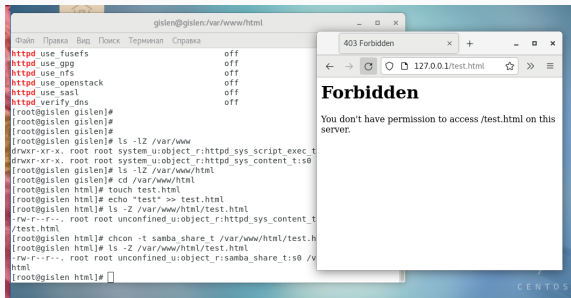 gislen@gislen:/var/www/html
Файл Правка Вид Поиск Терминал Справка
httpd_use_fusefs off
httpd_use_gpg off
httpd_use_nfs off
httpd_use_openstack off
httpd_use_sasl off
httpd_verify_dns off
[root@gislen gislen]#
[root@gislen gislen]#
[root@gislen gislen]#
[root@gislen gislen]# ls -lZ /var/www
drwxr-xr-x. root root system_u:object_r:httpd_sys_script_exec_t
drwxr-xr-x. root root system_u:object_r:httpd_sys_content_t:s0
[root@gislen gislen]# ls -lZ /var/www/html
[root@gislen gislen]# cd /var/www/html
[root@gislen html]# touch test.html
[root@gislen html]# echo "test" >> test.html
[root@gislen html]# ls -Z /var/www/html/test.html
-rw-r--r--. root root unconfined_u:object_r:httpd_sys_content_t
/test.html
[root@gislen html]# chcon -t samba_share_t /var/www/html/test.h
[root@gislen html]# ls -Z /var/www/html/test.html
-rw-r--r--. root root unconfined_u:object_r:samba_share_t:s0 /v
html
[root@gislen html]#
403 Forbidden
127.0.0.1/test.html
Forbidden
You don't have permission to access /test.html on this
server.
CENTOS